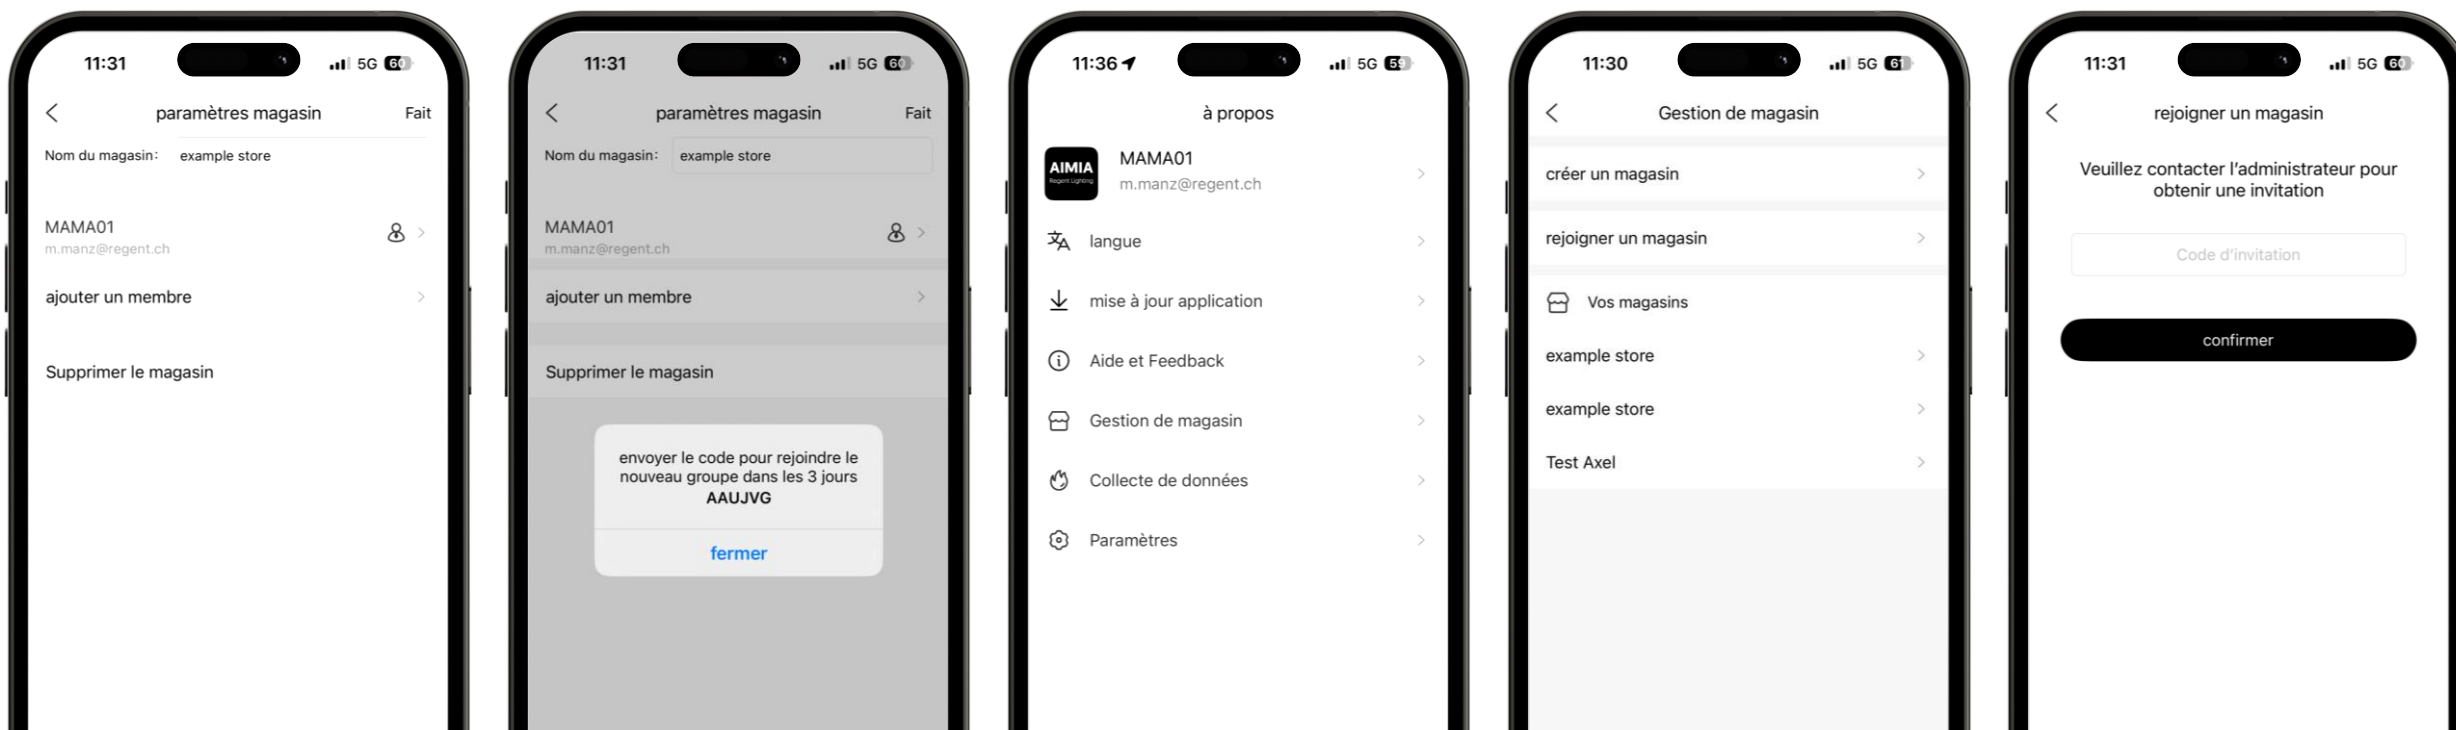 11:31
5G 60
paramètres magasin
Fait
Nom du magasin:
example store
MAMA01
m.manz@regent.ch
ajouter un membre
Supprimer le magasin
11:31
5G 60
paramètres magasin
Fait
Nom du magasin:
example store
MAMA01
m.manz@regent.ch
ajouter un membre
Supprimer le magasin
envoyer le code pour rejoindre le
nouveau groupe dans les 3 jours
AAUJVG
fermer
11:36
5G 59
à propos
AIMIA
Regent Lighting
MAMA01
m.manz@regent.ch
langue
mise à jour application
Aide et Feedback
Gestion de magasin
Collecte de données
Paramètres
11:30
5G 61
Gestion de magasin
créer un magasin
rejoigner un magasin
Vos magasins
example store
example store
Test Axel
11:31
5G 60
rejoigner un magasin
Veuillez contacter l'administrateur pour
obtenir une invitation
Code d'invitation
confirmer